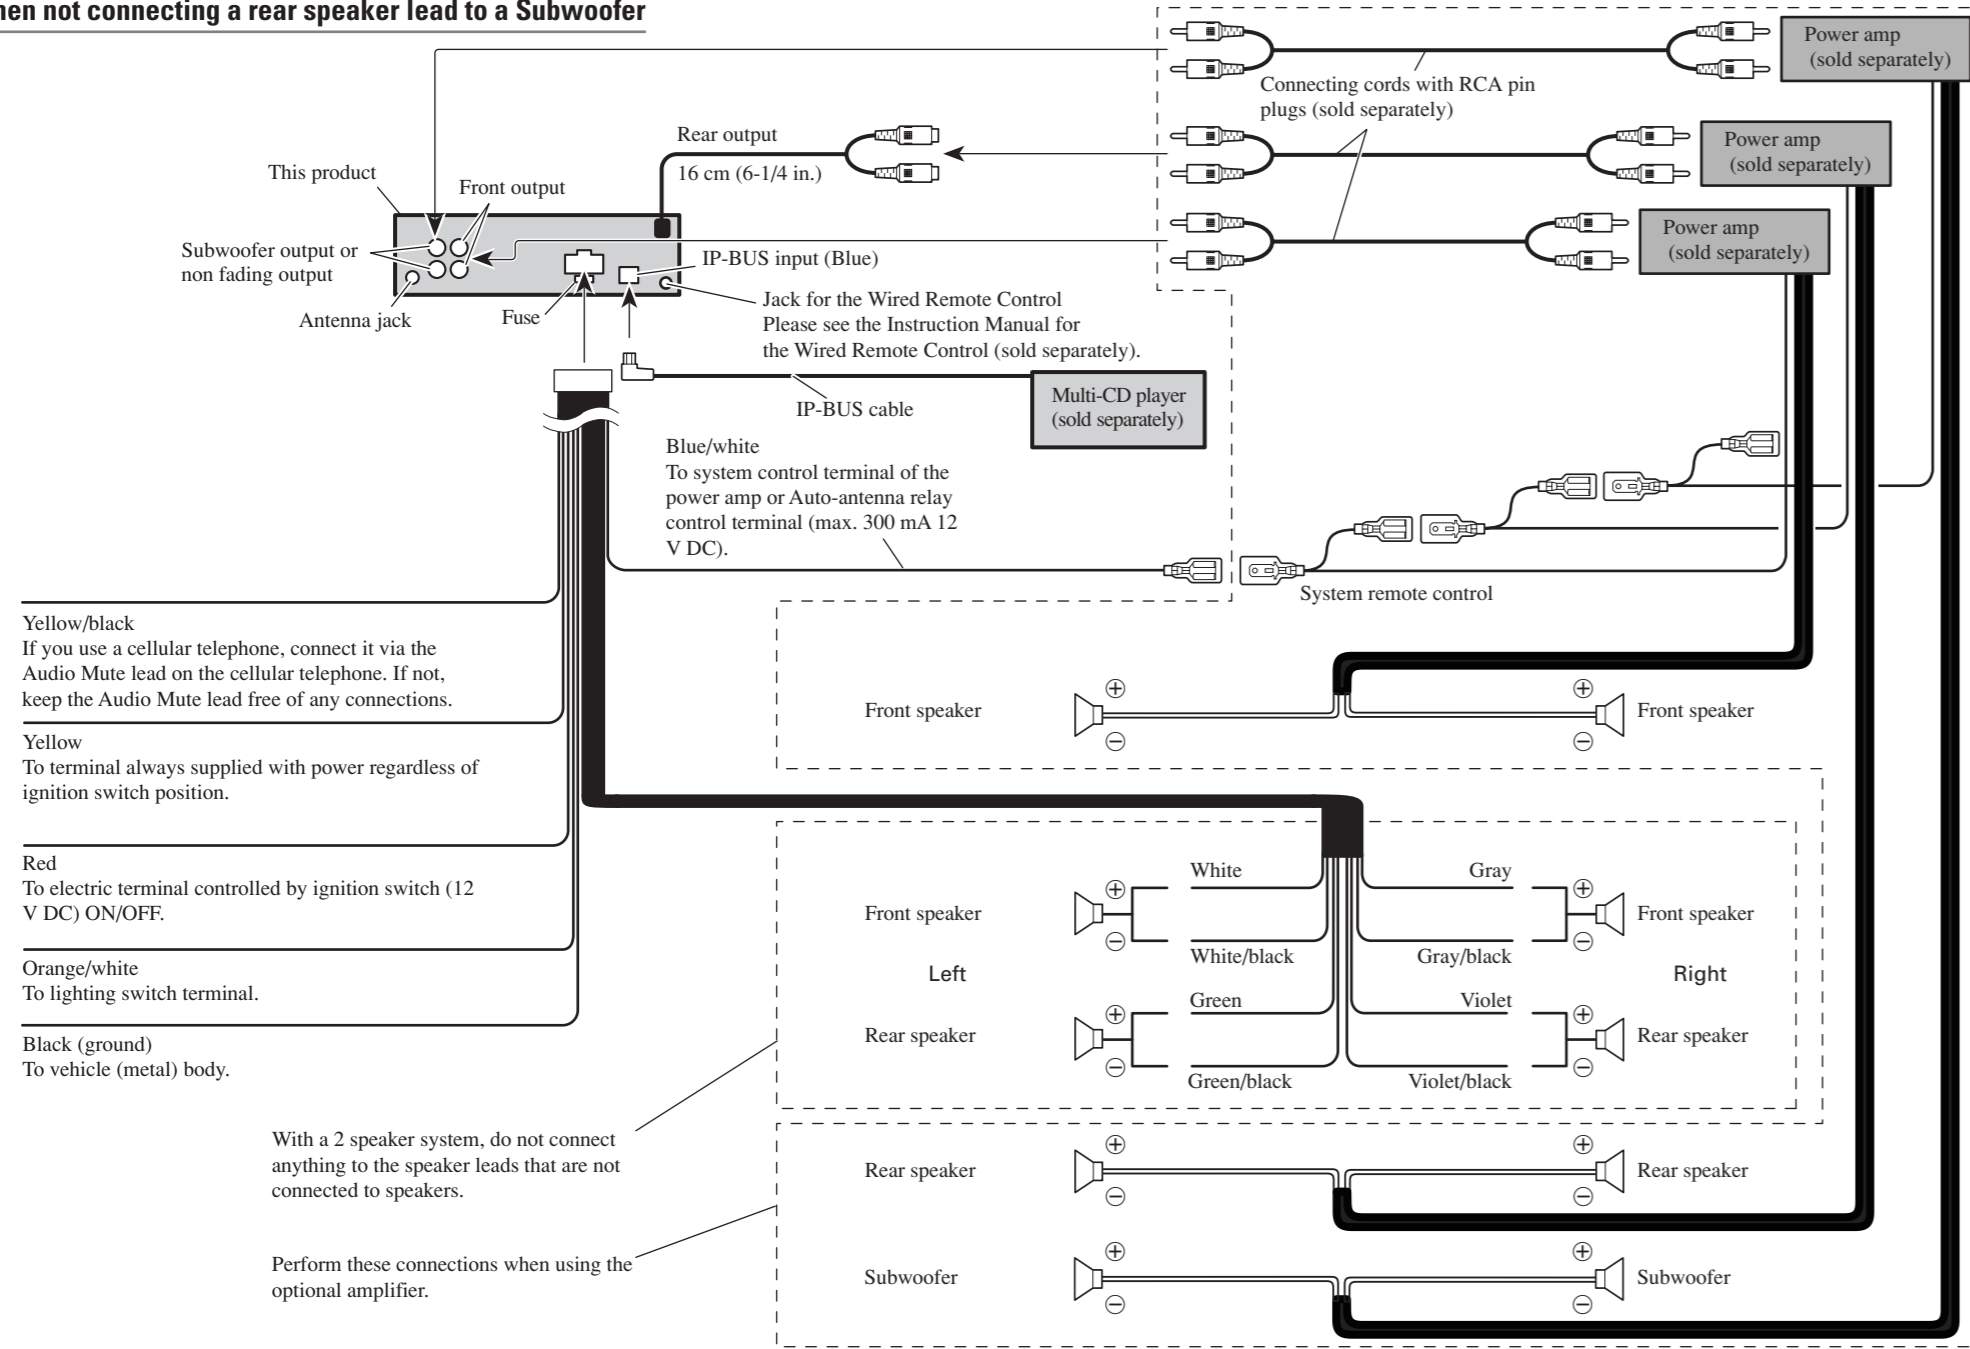 hen not connecting a rear speaker lead to a Subwoofer
Power amp
(sold separately)
Connecting cords with RCA pin
plugs (sold separately)
Rear output
16 cm (6-1/4 in.)
Power amp
(sold separately)
This product
Front output
Power amp
(sold separately)
Subwoofer output or
non fading output
IP-BUS input (Blue)
Antenna jack
Fuse
Jack for the Wired Remote Control
Please see the Instruction Manual for
the Wired Remote Control (sold separately).
Multi-CD player
(sold separately)
IP-BUS cable
Blue/white
To system control terminal of the
power amp or Auto-antenna relay
control terminal (max. 300 mA 12
V DC).
System remote control
Yellow/black
If you use a cellular telephone, connect it via the
Audio Mute lead on the cellular telephone. If not,
keep the Audio Mute lead free of any connections.
Yellow
To terminal always supplied with power regardless of
ignition switch position.
Red
To electric terminal controlled by ignition switch (12
V DC) ON/OFF.
Orange/white
To lighting switch terminal.
Black (ground)
To vehicle (metal) body.
Front speaker
+
−
+
−
Front speaker
White
Gray
Front speaker
+
−
+
−
Front speaker
White/black
Gray/black
Left
Right
Green
Violet
Rear speaker
+
−
+
−
Rear speaker
Green/black
Violet/black
With a 2 speaker system, do not connect
anything to the speaker leads that are not
connected to speakers.
Rear speaker
+
−
+
−
Rear speaker
Perform these connections when using the
optional amplifier.
Subwoofer
+
−
+
−
Subwoofer